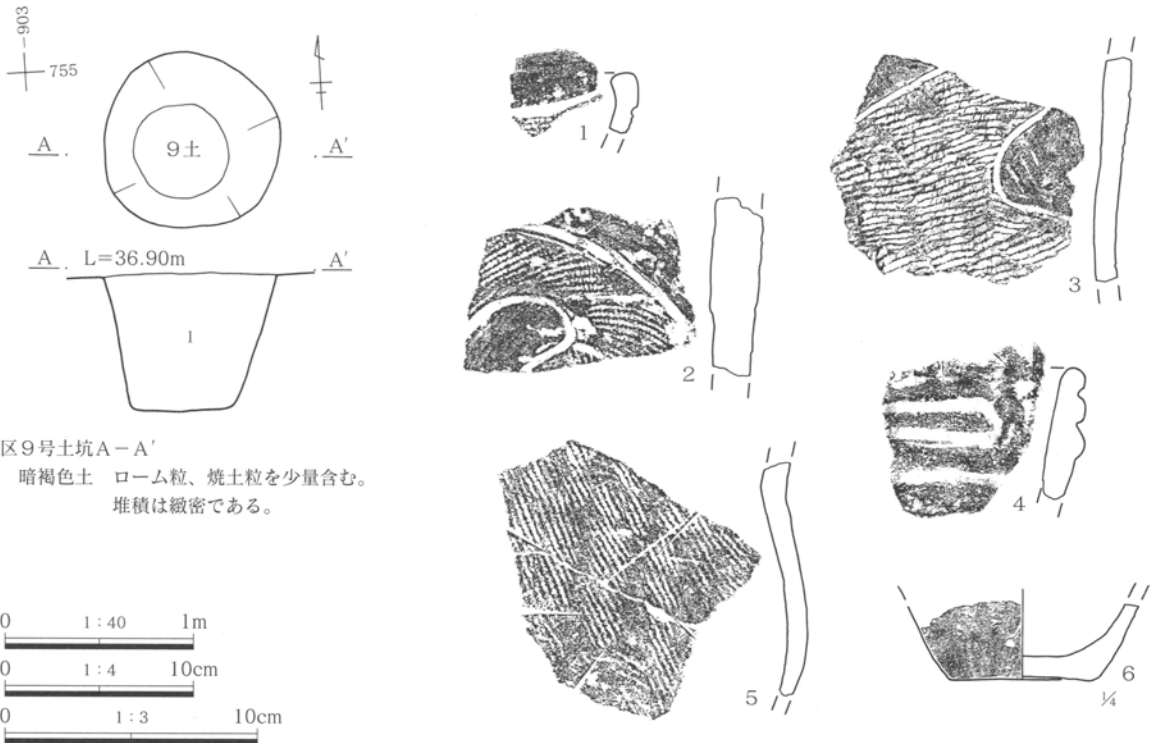 -903
755
9土
A A′
A L=36.90m A′
1
区9号土坑A-A′
暗褐色土 ローム粒、焼土粒を少量含む。
堆積は緻密である。
0 1:40 1m
0 1:4 10cm
0 1:3 10cm
1
2
3
4
5
6
1/4